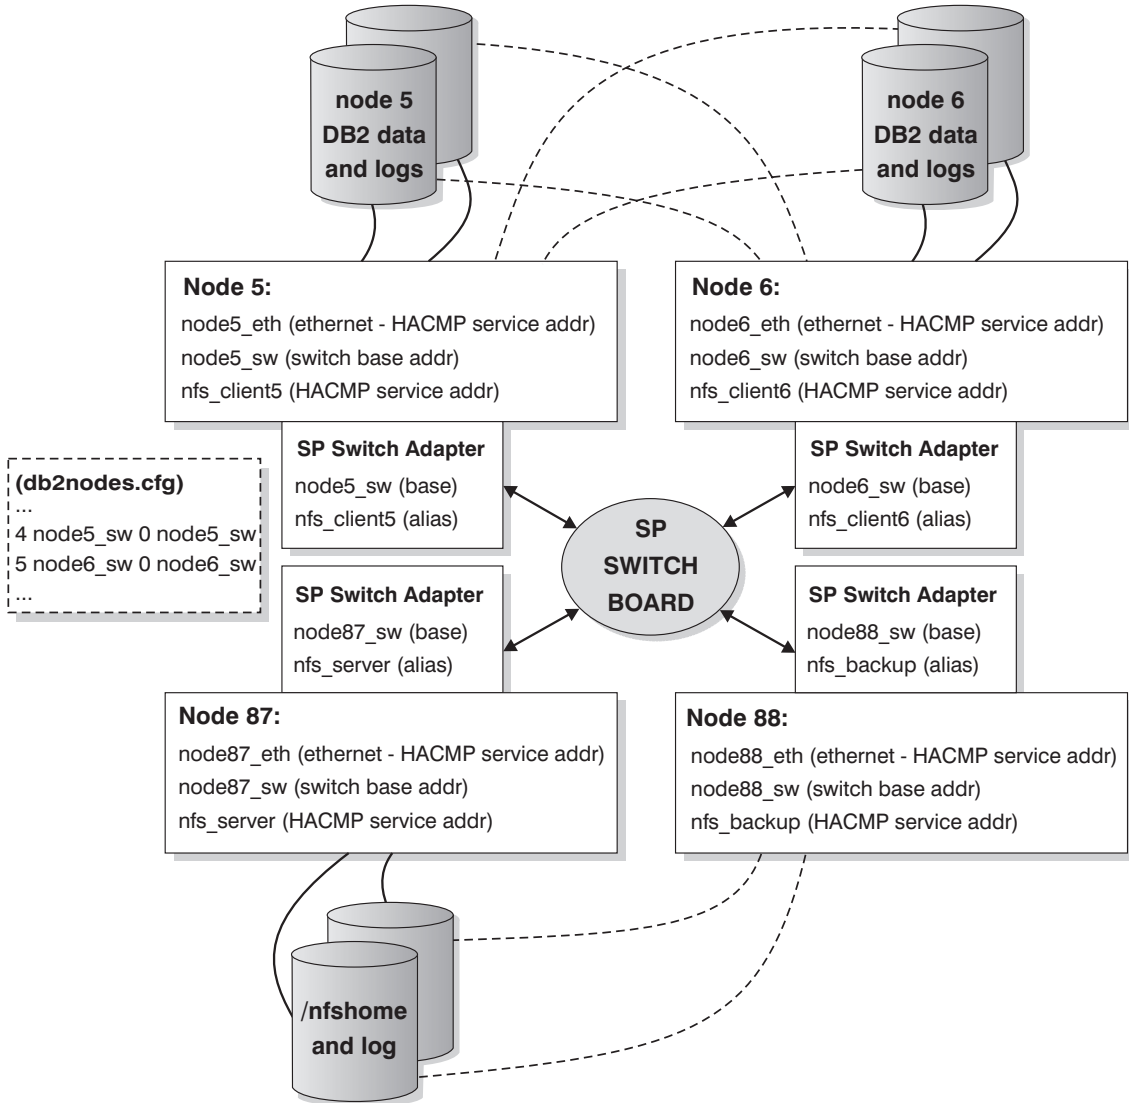 node 5
DB2 data
and logs
node 6
DB2 data
and logs
Node 5:
node5_eth (ethernet - HACMP service addr)
node5_sw (switch base addr)
nfs_client5 (HACMP service addr)
Node 6:
node6_eth (ethernet - HACMP service addr)
node6_sw (switch base addr)
nfs_client6 (HACMP service addr)
SP Switch Adapter
node5_sw (base)
nfs_client5 (alias)
SP Switch Adapter
node6_sw (base)
nfs_client6 (alias)
(db2nodes.cfg)
...
4 node5_sw 0 node5_sw
5 node6_sw 0 node6_sw
...
SP
SWITCH
BOARD
SP Switch Adapter
node87_sw (base)
nfs_server (alias)
SP Switch Adapter
node88_sw (base)
nfs_backup (alias)
Node 87:
node87_eth (ethernet - HACMP service addr)
node87_sw (switch base addr)
nfs_server (HACMP service addr)
Node 88:
node88_eth (ethernet - HACMP service addr)
node88_sw (switch base addr)
nfs_backup (HACMP service addr)
/nfshome
and log